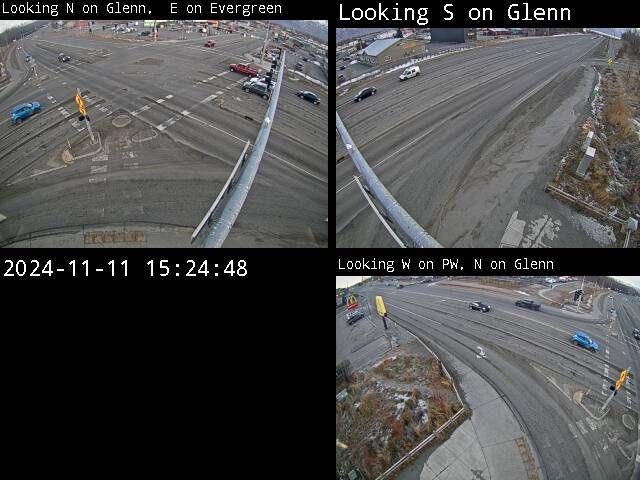 Looking N on Glenn, E on Evergreen
Looking S on Glenn
2024-11-11 15:24:48
Looking W on PW, N on Glenn